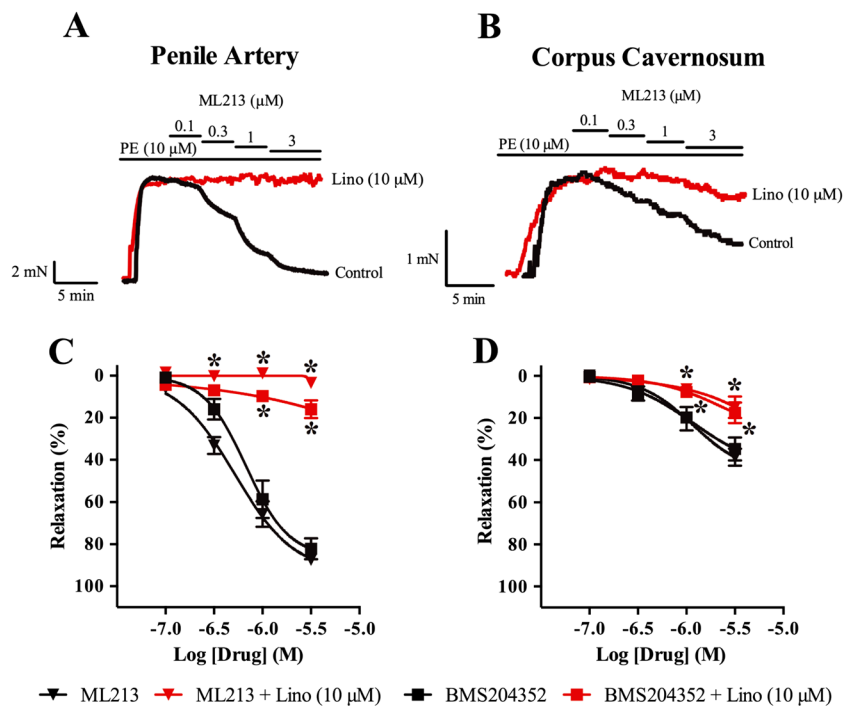 A
Penile Artery
ML213 (µM)
0.1
0.3
1
3
PE (10 µM)
Lino (10 µM)
Control
2 mN
5 min
B
Corpus Cavernosum
ML213 (µM)
0.1
0.3
1
3
PE (10 µM)
Lino (10 µM)
Control
1 mN
5 min
C
0
20
40
60
80
100
Relaxation (%)
* * *
* *
-7.0 -6.5 -6.0 -5.5 -5.0
Log [Drug] (M)
D
0
20
40
60
80
100
Relaxation (%)
* *
* *
-7.0 -6.5 -6.0 -5.5 -5.0
Log [Drug] (M)
ML213 ML213 + Lino (10 µM) BMS204352 BMS204352 + Lino (10 µM)